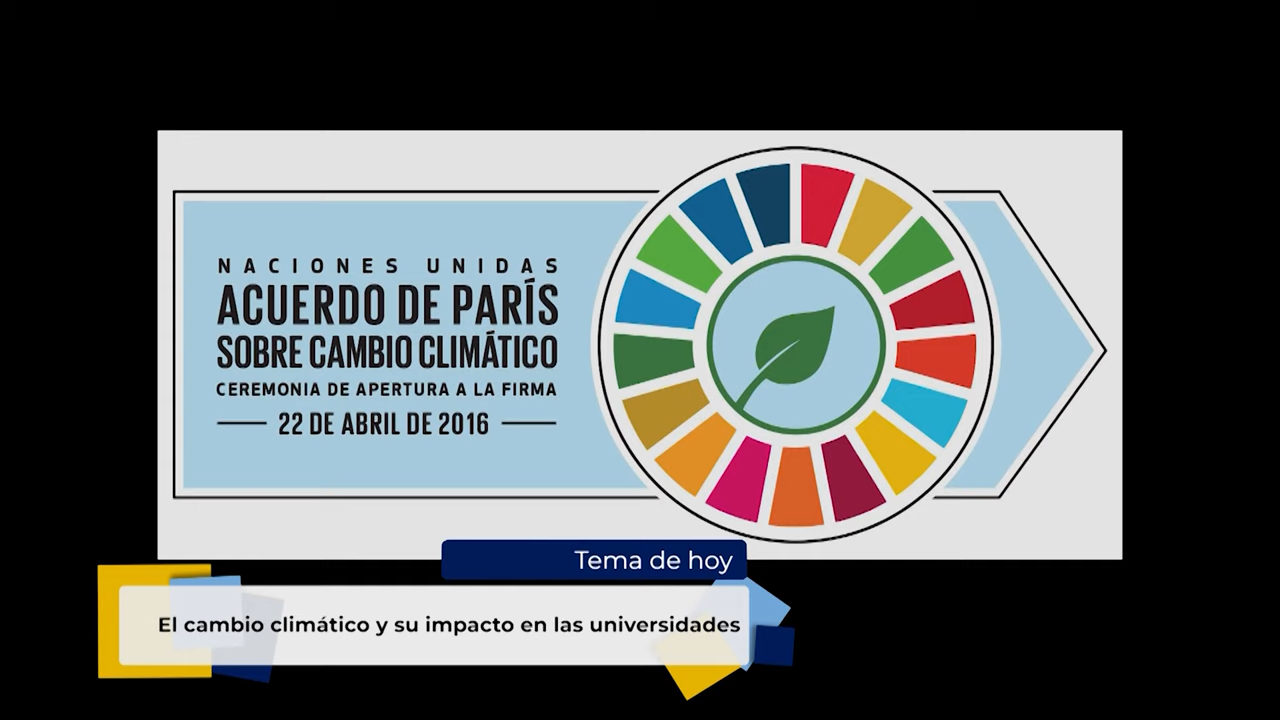 NACIONES UNIDAS
ACUERDO DE PARÍS
SOBRE CAMBIO CLIMÁTICO
CEREMONIA DE APERTURA A LA FIRMA
22 DE ABRIL DE 2016
Tema de hoy
El cambio climático y su impacto en las universidades